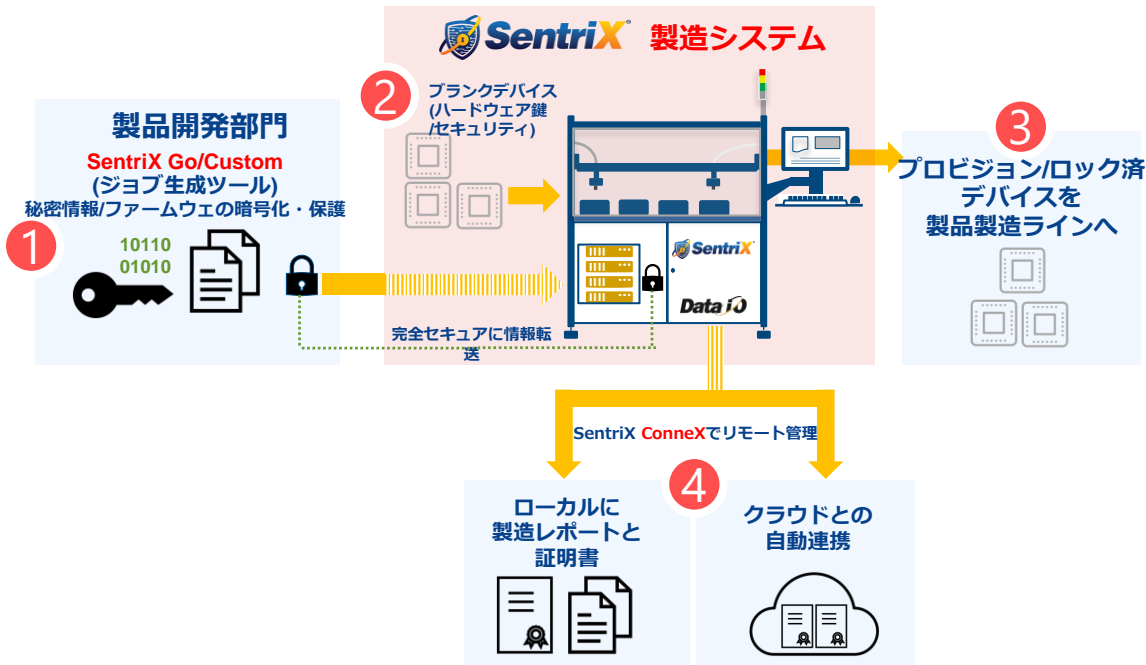 SentriX 製造システム
2
ブランクデバイス
(ハードウェア鍵
/セキュリティ)
製品開発部門
SentriX Go/Custom
(ジョブ生成ツール)
秘密情報/ファームウェの暗号化・保護
1
10110
01010
3
プロビジョン/ロック済
デバイスを
製品製造ラインへ
SentriX
Data iO
完全セキュアに情報転
送
SentriX ConneXでリモート管理
4
ローカルに
製造レポートと
証明書
クラウドとの
自動連携